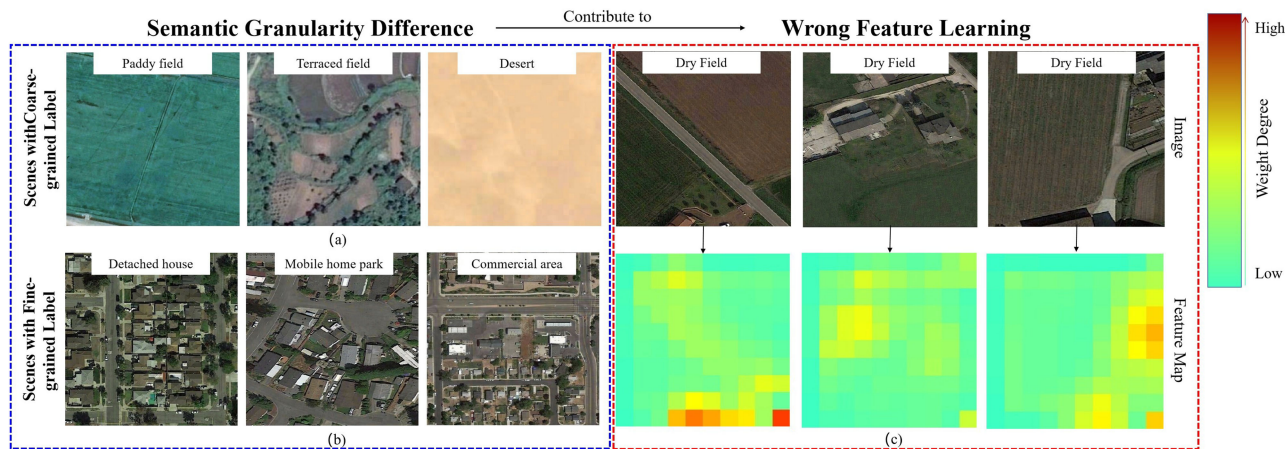 Semantic Granularity Difference
Contribute to
Wrong Feature Learning
High
Paddy field
Terraced field
Desert
Dry Field
Dry Field
Dry Field
Scenes withCoarse-
grained Label
Image
Weight Degree
(a)
Detached house
Mobile home park
Commercial area
Scenes with Fine-
grained Label
Feature Map
Low
(b)
(c)